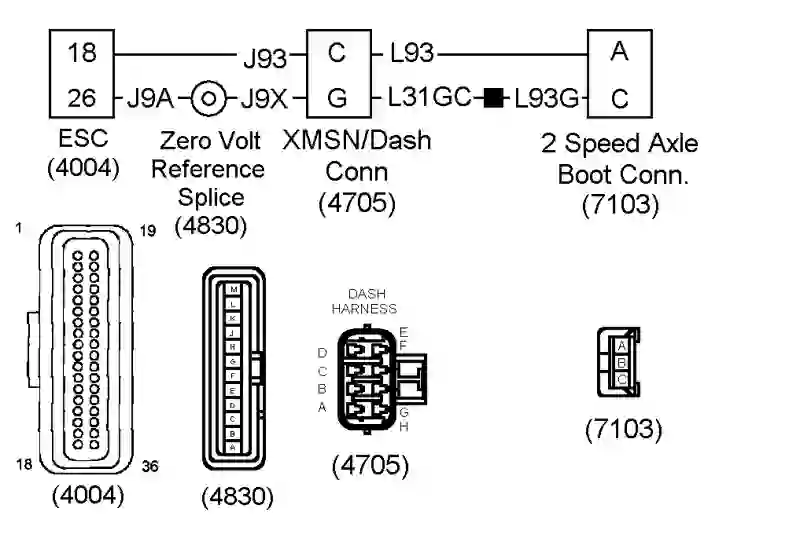 18 J93 C L93 A
26 J9A J9X G L31GC L93G C
ESC
(4004)
Zero Volt
Reference
Splice
(4830)
XMSN/Dash
Conn
(4705)
2 Speed Axle
Boot Conn.
(7103)
1 19
18 36
(4004)
M
L
K
J
H
G
F
E
D
C
B
A
(4830)
DASH
HARNESS
E
D F
C
B
A G
H
(4705)
A
B
C
(7103)